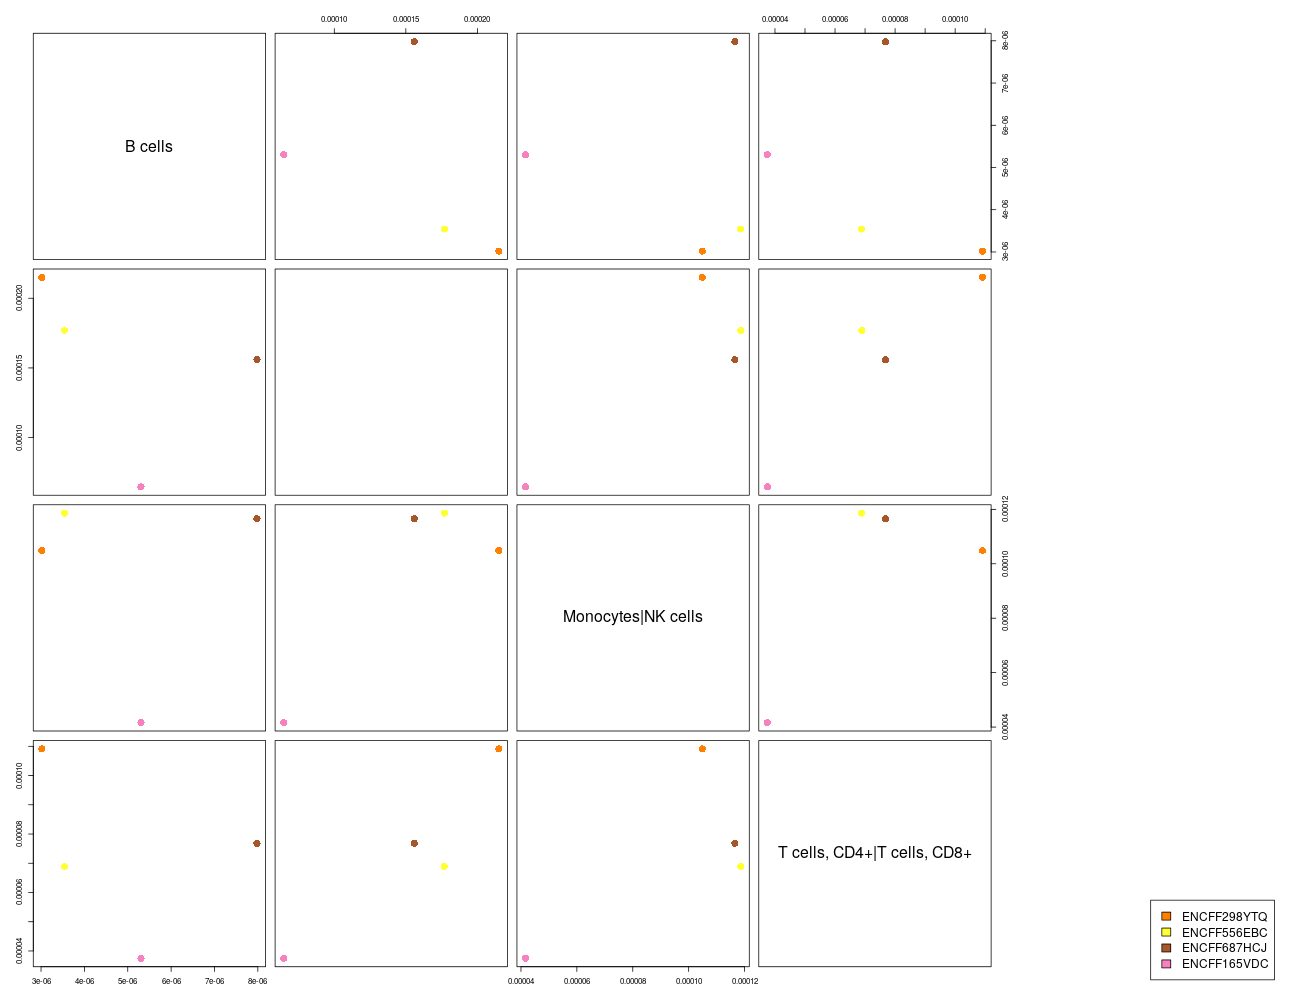 0.00010 0.00015 0.00020
0.00004 0.00006 0.00008 0.00010
B cells
3e-06 4e-06 5e-06 6e-06 7e-06 8e-06
0.00010 0.00015 0.00020
Monocytes|NK cells
0.00004 0.00006 0.00008 0.00010 0.00012
0.00004 0.00006 0.00008 0.00010
T cells, CD4+|T cells, CD8+
3e-06 4e-06 5e-06 6e-06 7e-06 8e-06
0.00004 0.00006 0.00008 0.00010 0.00012
ENCFF298YTQ
ENCFF556EBC
ENCFF687HCJ
ENCFF165VDC